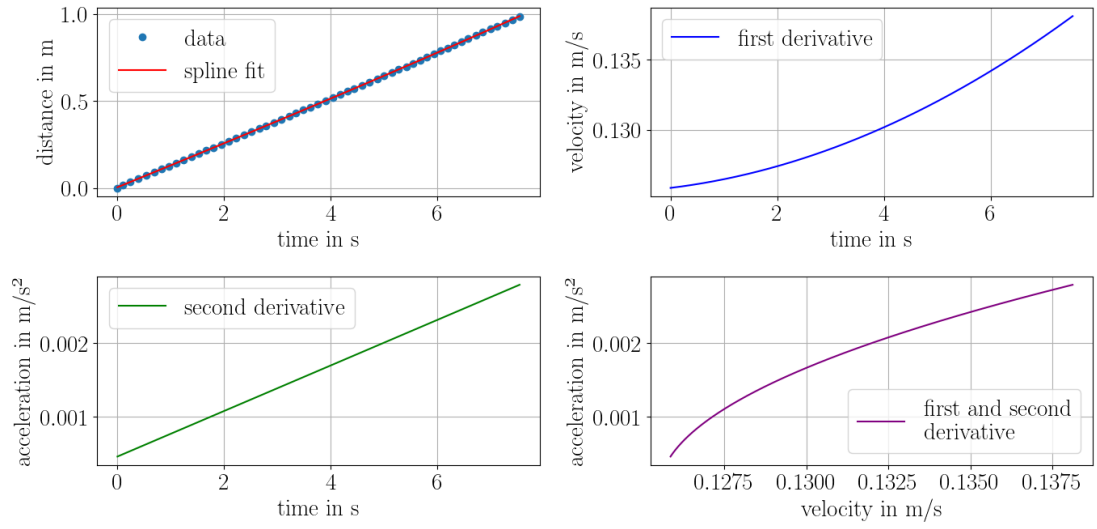 distance in m
1.0
0.5
0.0
data
spline fit
0 2 4 6
time in s
velocity in m/s
0.135
0.130
first derivative
0 2 4 6
time in s
acceleration in m/s²
0.002
0.001
second derivative
0 2 4 6
time in s
acceleration in m/s²
0.002
0.001
first and second
derivative
0.1275 0.1300 0.1325 0.1350 0.1375
velocity in m/s